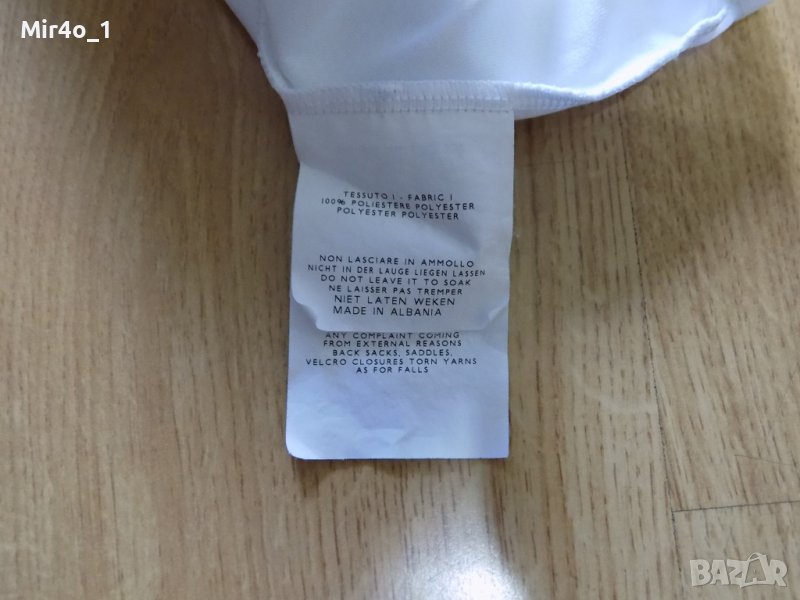 Mir4o_1
TESSUTO 1 - FABRIC 1
100% POLIESTERE POLYESTER
POLYESTER POLYESTER
NON LASCIARE IN AMMOLLO
NICHT IN DER LAUGE LIEGEN LASSEN
DO NOT LEAVE IT TO SOAK
NE LAISSER PAS TREMPER
NIET LATEN WEKEN
MADE IN ALBANIA
ANY COMPLAINT COMING
FROM EXTERNAL REASONS
BACK SACKS, SADDLES,
VELCRO CLOSURES TORN YARNS
AS FOR FALLS
BAZAR